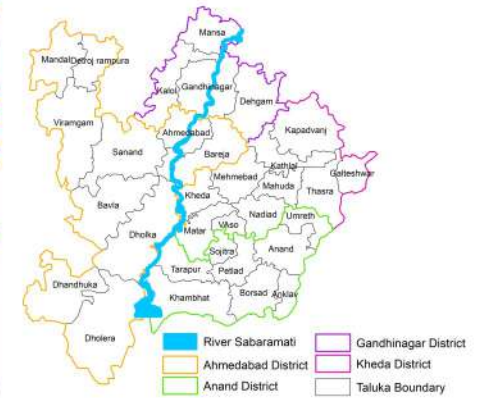 Mansa
Mandal
Detroj rampura
Kalol
Gandhinagar
Dehgam
Viramgam
Ahmedabad
Kapadvanj
Sanand
Bareja
Kathlal
Galteshwar
Mehmebad
Mahuda
Thasra
Bavla
Kheda
Nadiad
Umreth
Matar
VAso
Dholka
Sojitra
Anand
Tarapur
Petlad
Dhandhuka
Khambhat
Borsad
Anklav
Dholera
River Sabaramati
Gandhinagar District
Ahmedabad District
Kheda District
Anand District
Taluka Boundary